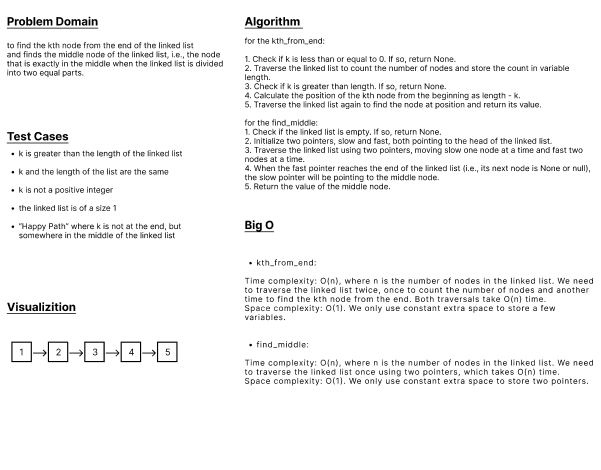 Problem Domain
to find the kth node from the end of the linked list
and finds the middle node of the linked list, i.e., the node
that is exactly in the middle when the linked list is divided
into two equal parts.
Test Cases
• k is greater than the length of the linked list
• k and the length of the list are the same
• k is not a positive integer
• the linked list is of a size 1
• "Happy Path" where k is not at the end, but
somewhere in the middle of the linked list
Visualizition
1 → 2 → 3 → 4 → 5
Algorithm
for the kth_from_end:
1. Check if k is less than or equal to 0. If so, return None.
2. Traverse the linked list to count the number of nodes and store the count in variable
length.
3. Check if k is greater than length. If so, return None.
4. Calculate the position of the kth node from the beginning as length - k.
5. Traverse the linked list again to find the node at position and return its value.
for the find_middle:
1. Check if the linked list is empty. If so, return None.
2. Initialize two pointers, slow and fast, both pointing to the head of the linked list.
3. Traverse the linked list using two pointers, moving slow one node at a time and fast two
nodes at a time.
4. When the fast pointer reaches the end of the linked list (i.e., its next node is None or null),
the slow pointer will be pointing to the middle node.
5. Return the value of the middle node.
Big O
• kth_from_end:
Time complexity: O(n), where n is the number of nodes in the linked list. We need
to traverse the linked list twice, once to count the number of nodes and another
time to find the kth node from the end. Both traversals take O(n) time.
Space complexity: O(1). We only use constant extra space to store a few
variables.
• find_middle:
Time complexity: O(n), where n is the number of nodes in the linked list. We need
to traverse the linked list once using two pointers, which takes O(n) time.
Space complexity: O(1). We only use constant extra space to store two pointers.